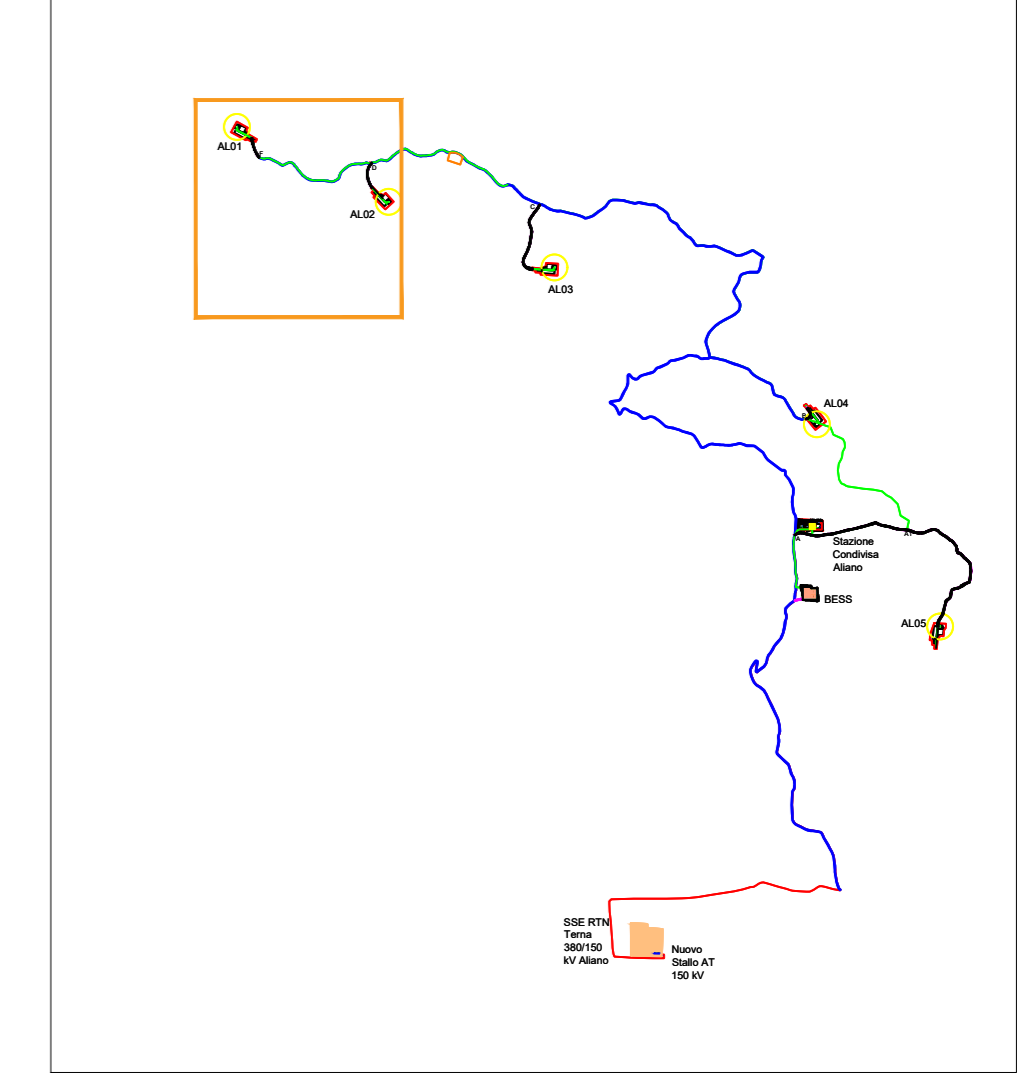 AL01
F
D
AL02
C
AL03
AL04
B
Stazione
Condivisa
Aliano
A
A1
BESS
AL05
SSE RTN
Terna
380/150
kV Aliano
Nuovo
Stallo AT
150 kV